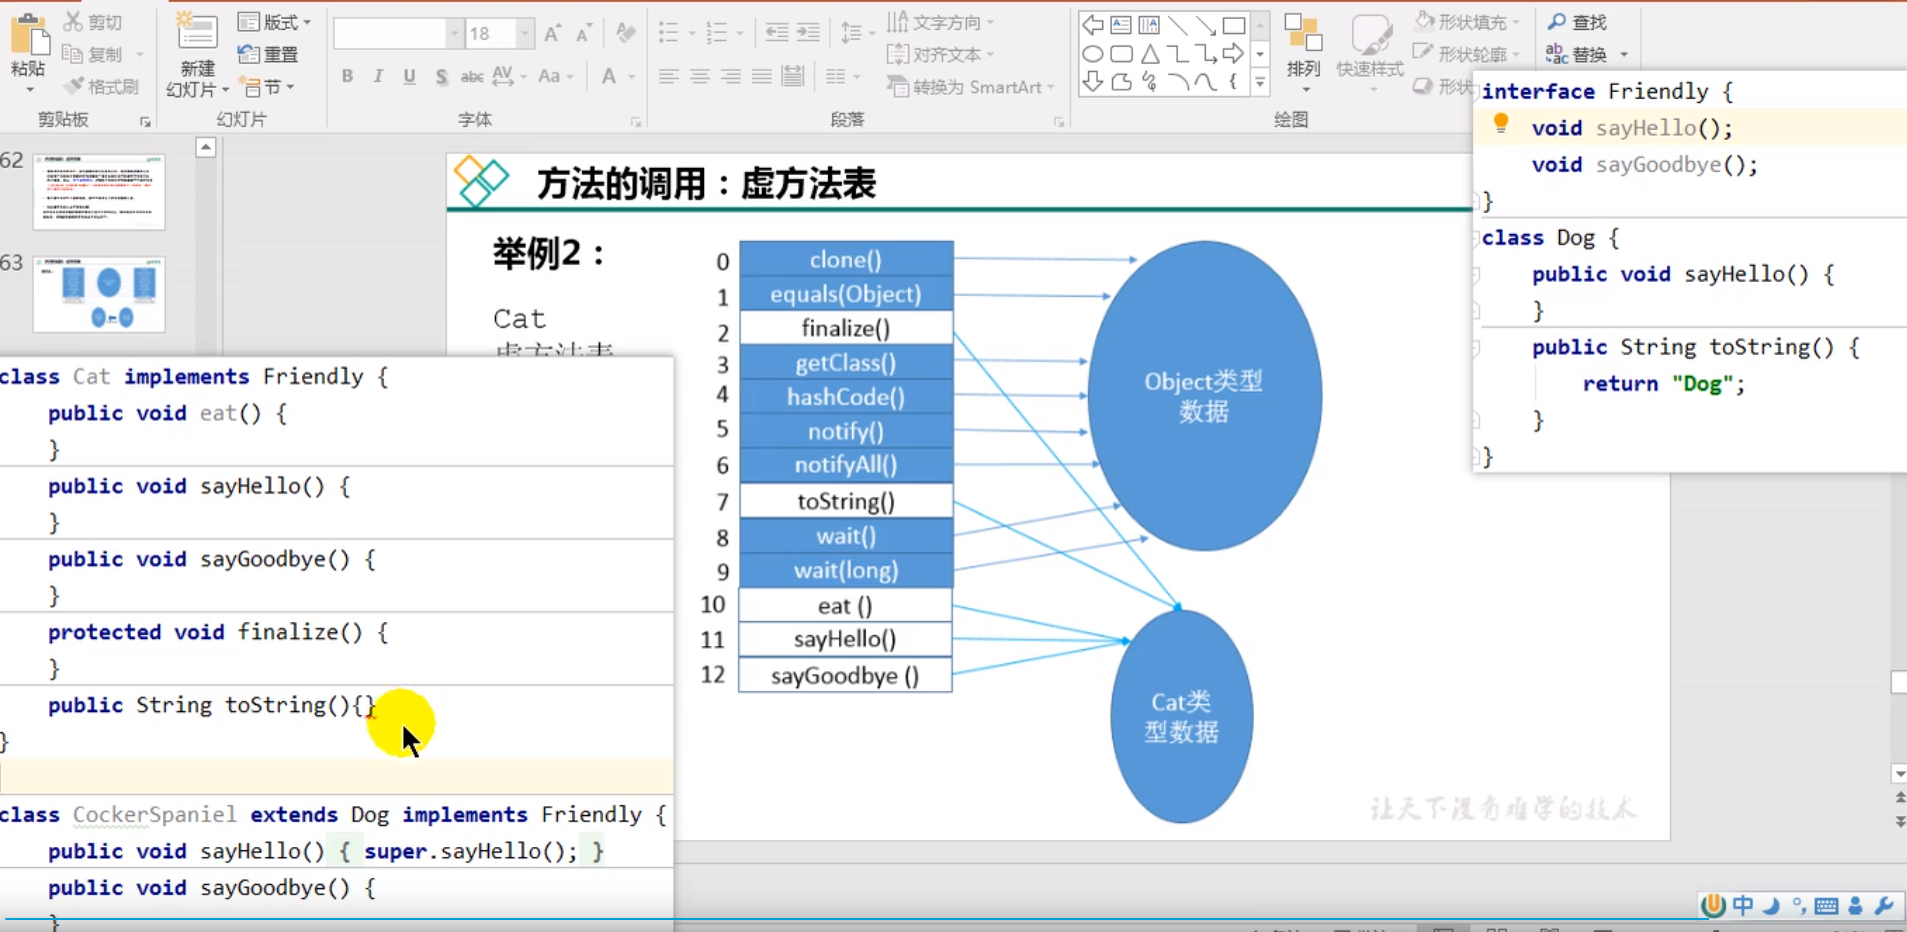 粘贴
剪切
复制
格式刷
剪贴板
新建
幻灯片
版式
重置
节
幻灯片
18
B I U S abc AV Aa A
字体
文字方向
对齐文本
转换为 SmartArt
段落
排列
快速样式
形状填充
形状轮廓
形状
绘图
查找
替换
62
63
方法的调用：虚方法表
举例2：
Cat
虚方法表
0 clone()
1 equals(Object)
2 finalize()
3 getClass()
4 hashCode()
5 notify()
6 notifyAll()
7 toString()
8 wait()
9 wait(long)
10 eat ()
11 sayHello()
12 sayGoodbye ()
Object类型
数据
Cat类
型数据
让天下没有难学的技术
interface Friendly {
void sayHello();
void sayGoodbye();
}
class Dog {
public void sayHello() {
}
public String toString() {
return "Dog";
}
}
class Cat implements Friendly {
public void eat() {
}
public void sayHello() {
}
public void sayGoodbye() {
}
protected void finalize() {
}
public String toString(){}
}
class CockerSpaniel extends Dog implements Friendly {
public void sayHello() { super.sayHello(); }
public void sayGoodbye() {
}
中